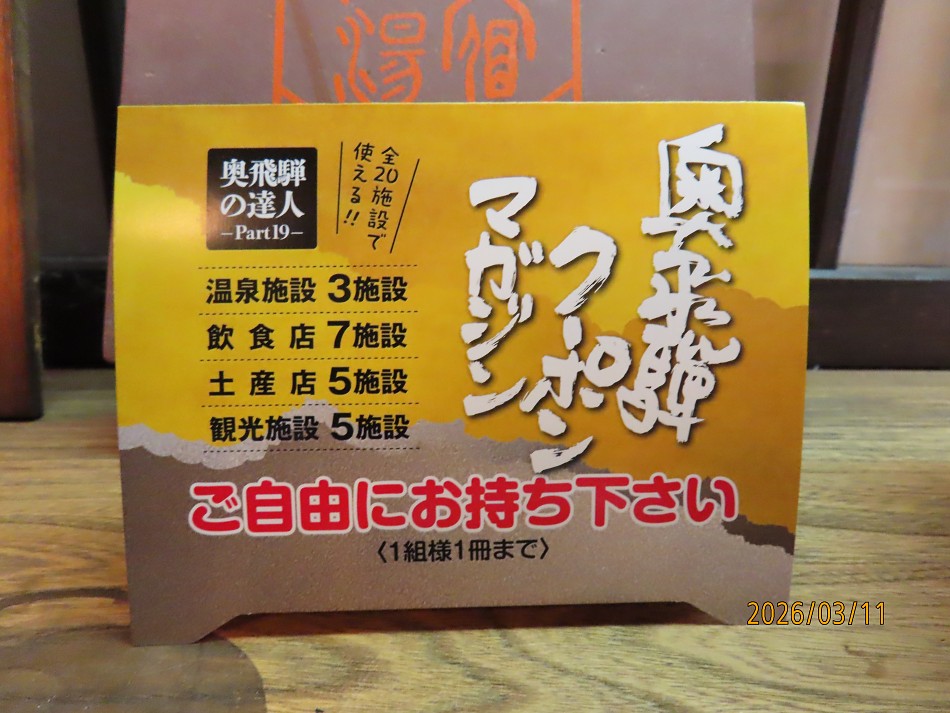 湯宿
奥飛騨
クーポン
マガジン
全20施設で
使える!!
奥飛騨
の達人
–Part19–
温泉施設 3施設
飲食店 7施設
土産店 5施設
観光施設 5施設
ご自由にお持ち下さい
〈1組様1冊まで〉
2026/03/11